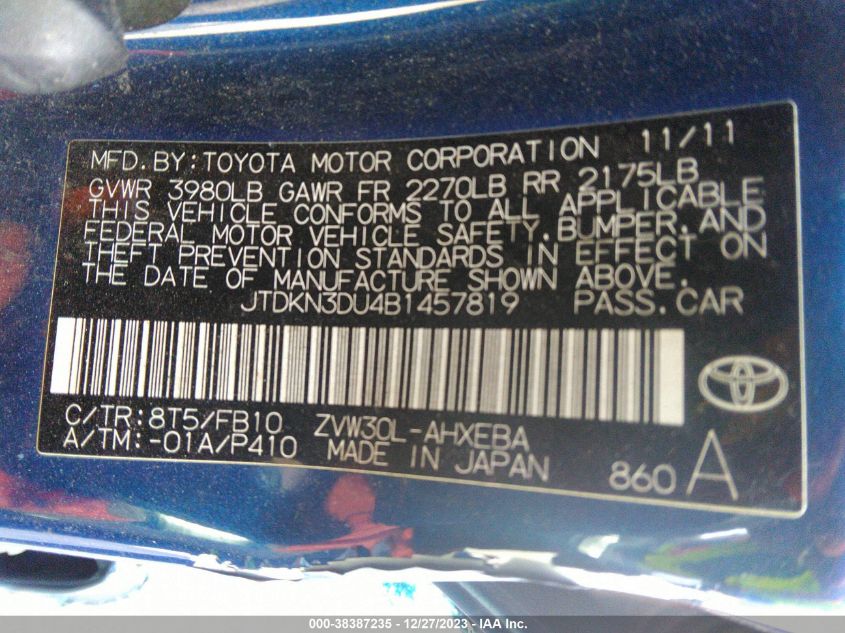 MFD.BY:TOYOTA MOTOR CORPORATION 11/11
GVWR 3980LB GAWR FR 2270LB RR 2175LB
THIS VEHICLE CONFORMS TO ALL APPLICABLE
FEDERAL MOTOR VEHICLE SAFETY,BUMPER,AND
THEFT PREVENTION STANDARDS IN EFFECT ON
THE DATE OF MANUFACTURE SHOWN ABOVE.
JTDKN3DU4B1457819 PASS.CAR
C/TR:8T5/FB10 ZVW30L-AHXEBA
A/TM:-01A/P410 MADE IN JAPAN 860 A
000-38387235 - 12/27/2023 - IAA Inc.